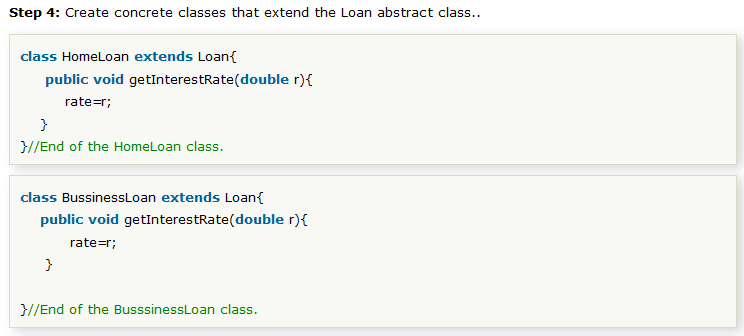 Step 4: Create concrete classes that extend the Loan abstract class..
class HomeLoan extends Loan{
public void getInterestRate(double r){
rate=r;
}
}//End of the HomeLoan class.
class BussinessLoan extends Loan{
public void getInterestRate(double r){
rate=r;
}
}//End of the BusssinessLoan class.